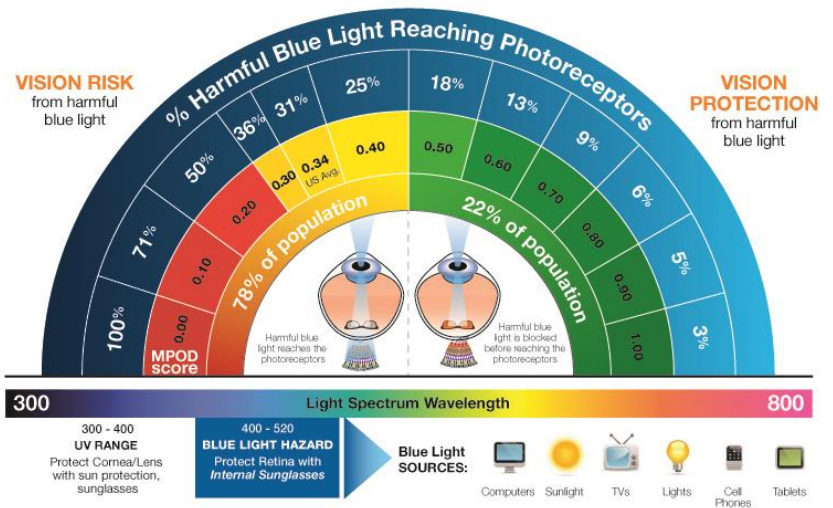 % Harmful Blue Light Reaching Photoreceptors
VISION RISK
from harmful
blue light
VISION
PROTECTION
from harmful
blue light
100%
71%
50%
36%
31%
25%
18%
13%
9%
6%
5%
3%
0.00
0.10
0.20
0.30
0.34
US Avg.
0.40
0.50
0.60
0.70
0.80
0.90
1.00
MPOD
score
78% of population
22% of population
Harmful blue
light reaches the
photoreceptors
Harmful blue
light is blocked
before reaching the
photoreceptors
300
Light Spectrum Wavelength
800
300 - 400
UV RANGE
Protect Cornea/Lens
with sun protection,
sunglasses
400 - 520
BLUE LIGHT HAZARD
Protect Retina with
Internal Sunglasses
Blue Light
SOURCES:
Computers
Sunlight
TVs
Lights
Cell
Phones
Tablets